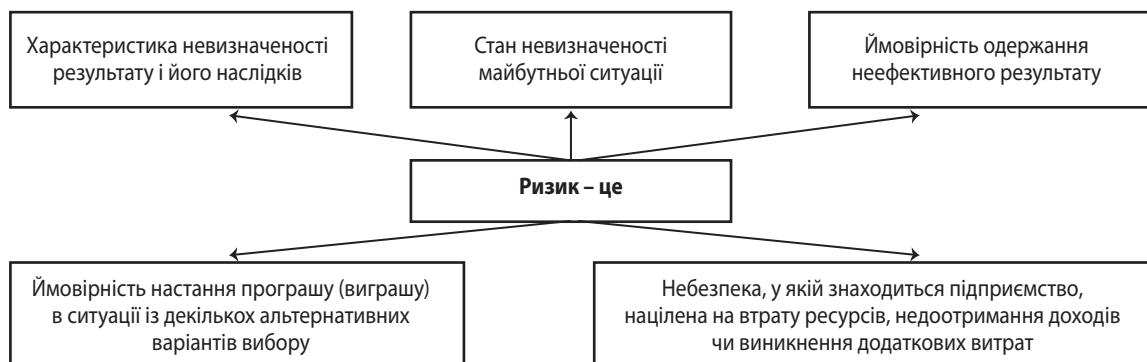 Характеристика невизначеності
результату і його наслідків
Стан невизначеності
майбутньої ситуації
Ймовірність одержання
неефективного результату
Ризик – це
Ймовірність настання програшу (виграшу)
в ситуації із декількох альтернативних
варіантів вибору
Небезпека, у якій знаходиться підприємство,
націлена на втрату ресурсів, недоотримання доходів
чи виникнення додаткових витрат